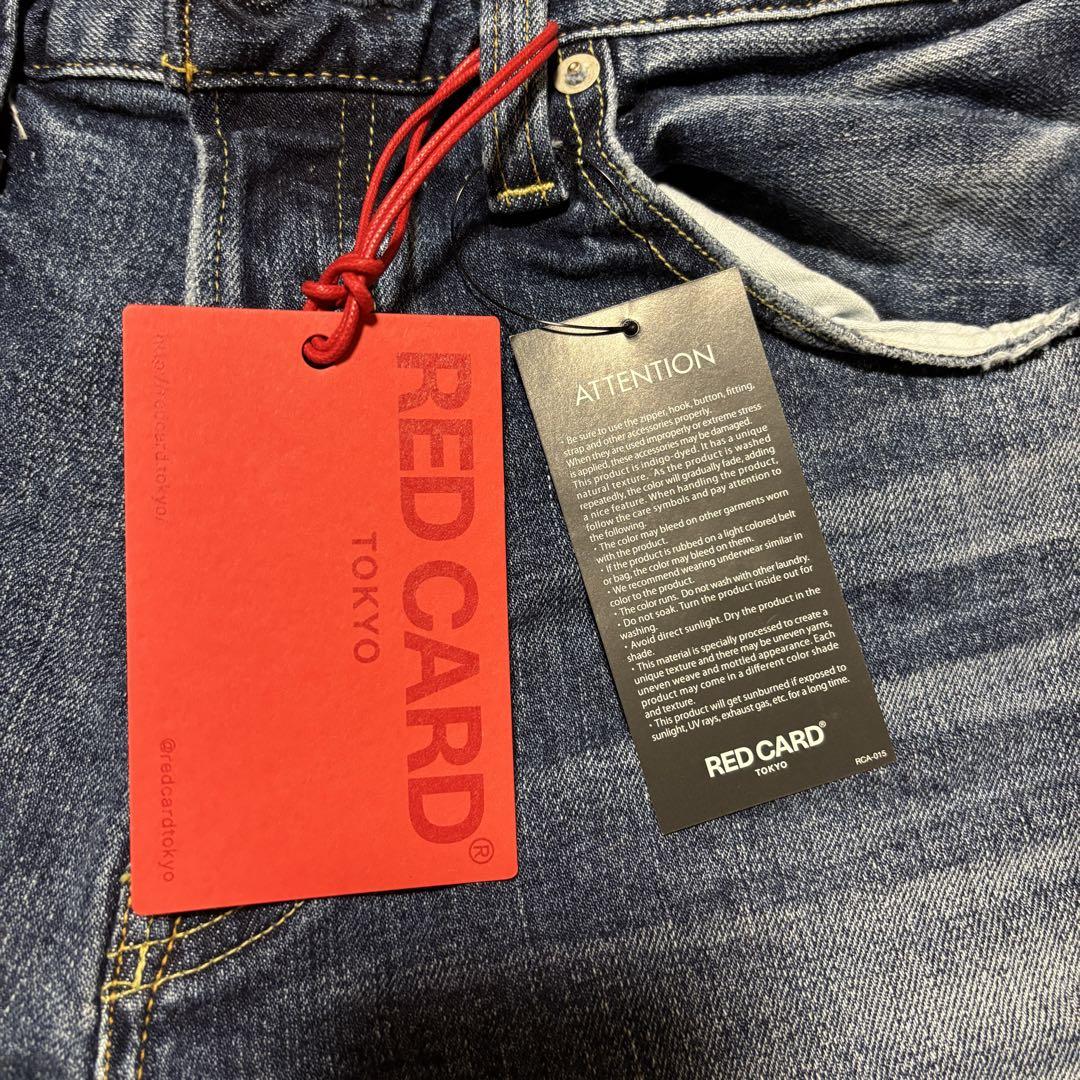 http://redcard.tokyo/
RED CARD®
TOKYO
@redcardtokyo
ATTENTION
· Be sure to use the zipper, hook, button, fitting,
strap and other accessories properly.
When they are used improperly or extreme stress
is applied, these accessories may be damaged.
This product is indigo-dyed. It has a unique
natural texture. As the product is washed
repeatedly, the color will gradually fade, adding
a nice feature. When handling the product,
follow the care symbols and pay attention to
the following.
· The color may bleed on other garments worn
with the product.
· If the product is rubbed on a light colored belt
or bag, the color may bleed on them.
· We recommend wearing underwear similar in
color to the product.
· The color runs. Do not wash with other laundry.
· Do not soak. Turn the product inside out for
washing.
· Avoid direct sunlight. Dry the product in the
shade.
· This material is specially processed to create a
unique texture and there may be uneven yarns,
uneven weave and mottled appearance. Each
product may come in a different color shade
and texture.
· This product will get sunburned if exposed to
sunlight, UV rays, exhaust gas, etc. for a long time.
RED CARD®
TOKYO
RCA-015